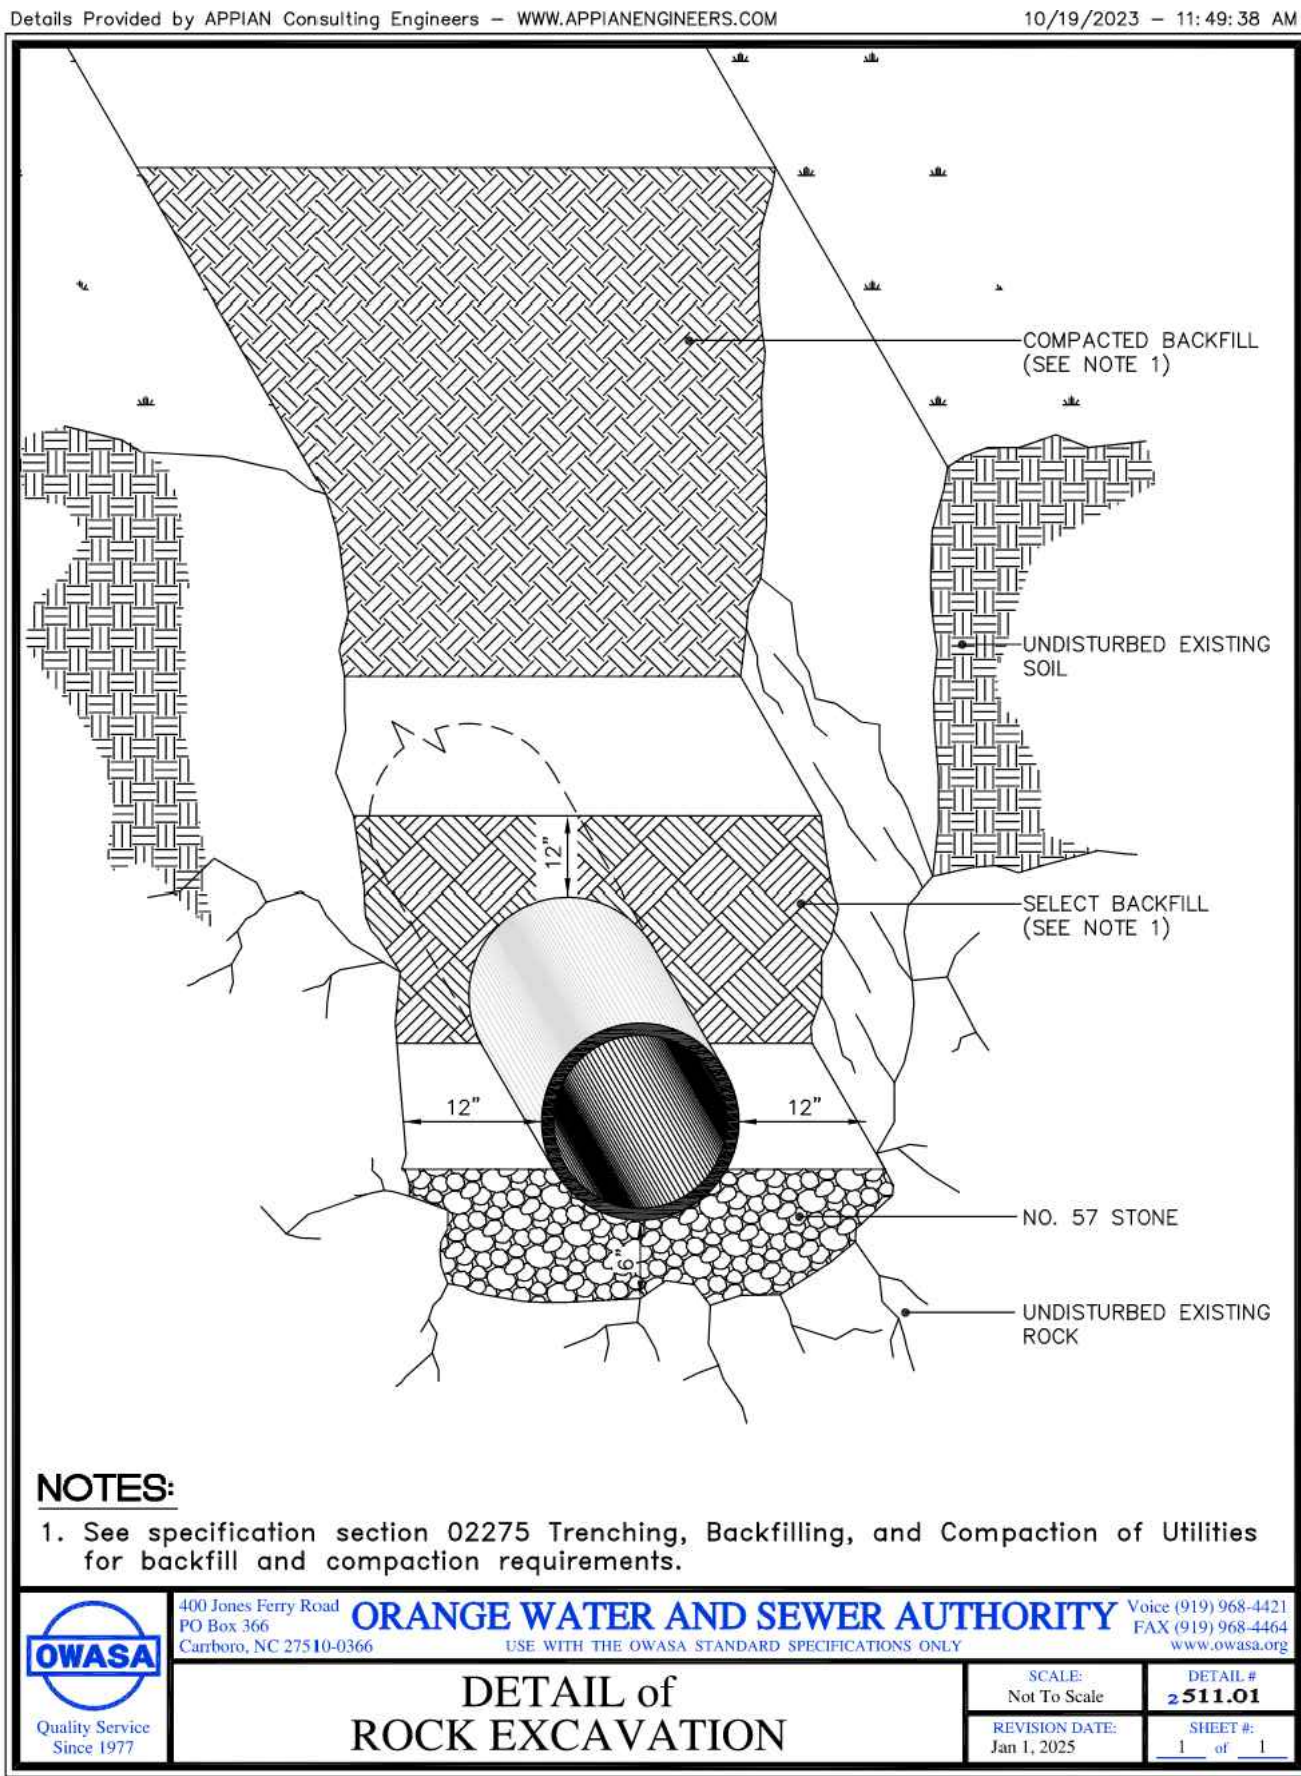 Details Provided by APPIAN Consulting Engineers – WWW.APPIANENGINEERS.COM
10/19/2023 – 11:49:38 AM
COMPACTED BACKFILL
(SEE NOTE 1)
UNDISTURBED EXISTING
SOIL
12"
SELECT BACKFILL
(SEE NOTE 1)
12"
12"
NO. 57 STONE
6"
UNDISTURBED EXISTING
ROCK
NOTES:
1. See specification section 02275 Trenching, Backfilling, and Compaction of Utilities
for backfill and compaction requirements.
OWASA
Quality Service
Since 1977
400 Jones Ferry Road
PO Box 366
Carrboro, NC 27510-0366
ORANGE WATER AND SEWER AUTHORITY
USE WITH THE OWASA STANDARD SPECIFICATIONS ONLY
Voice (919) 968-4421
FAX (919) 968-4464
www.owasa.org
DETAIL of
ROCK EXCAVATION
SCALE:
Not To Scale
DETAIL #
2511.01
REVISION DATE:
Jan 1, 2025
SHEET #:
1 of 1